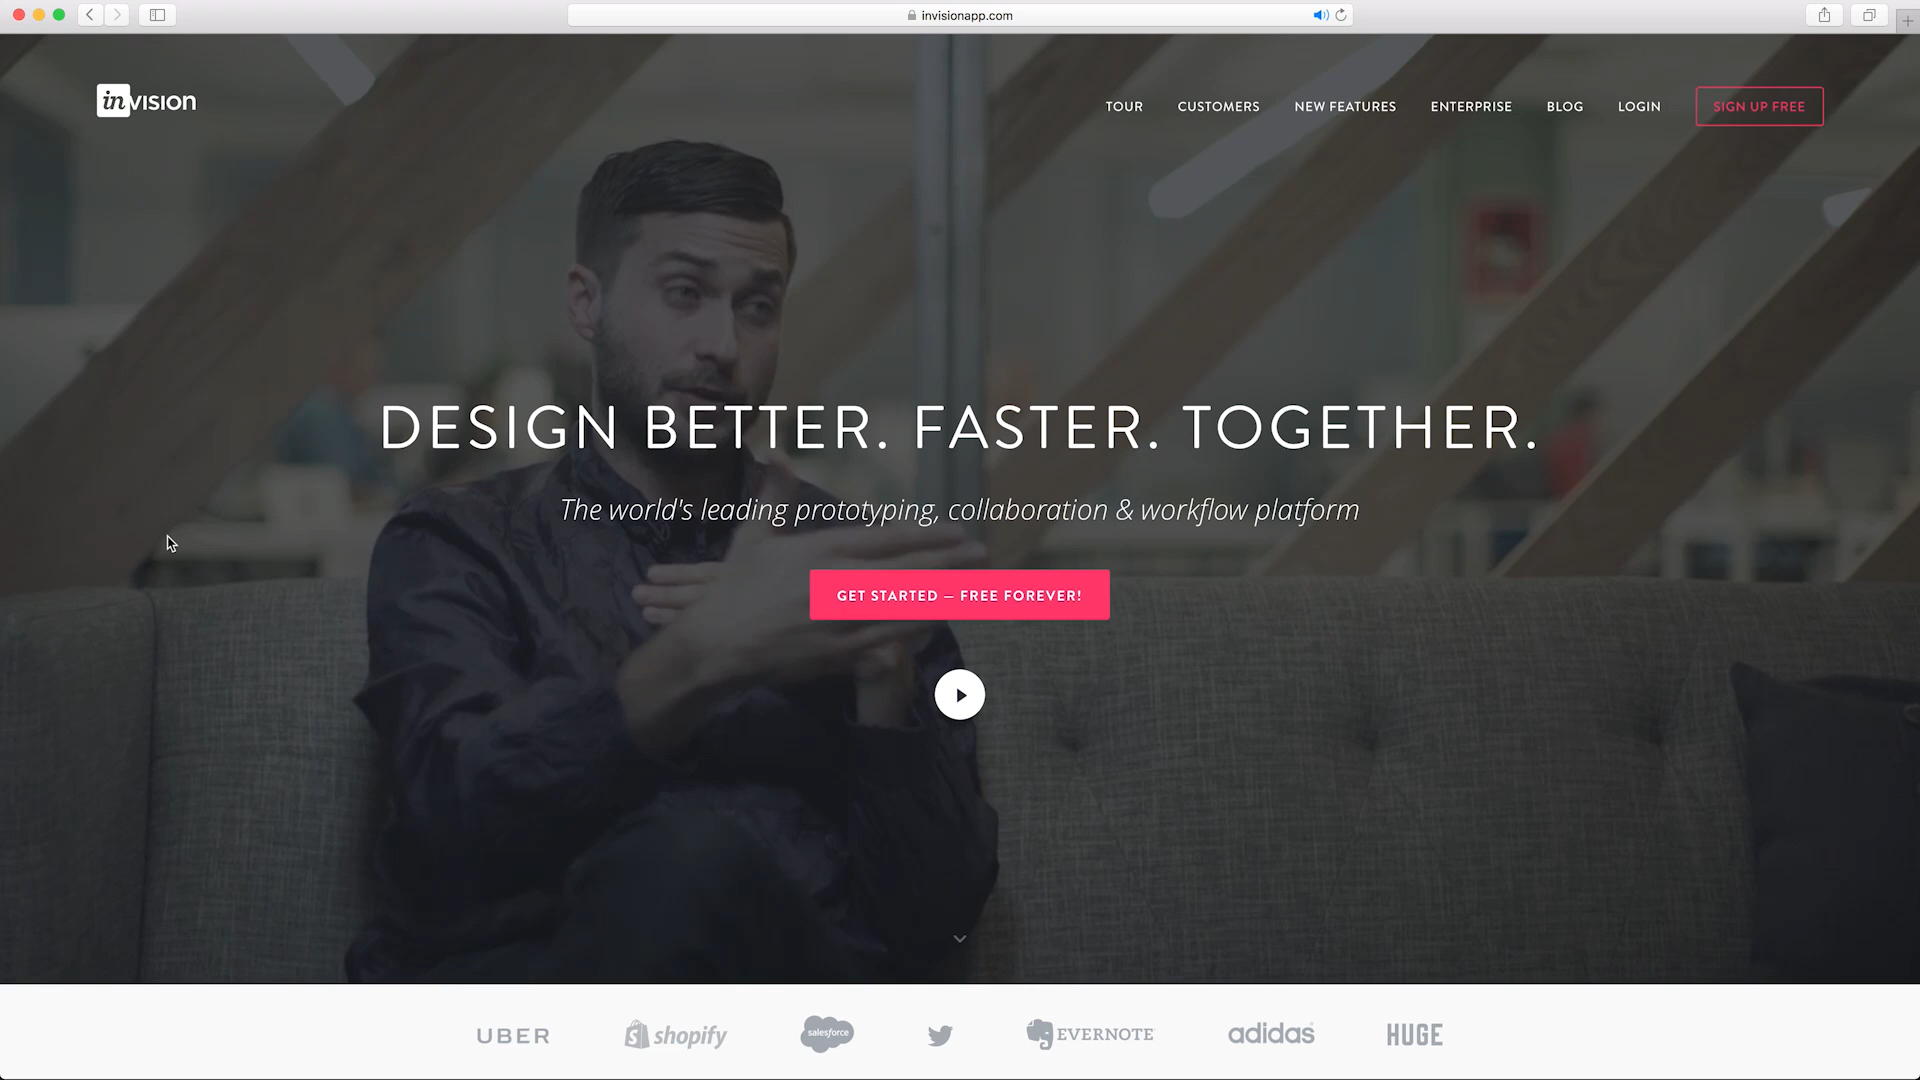 invisionapp.com
inVISION
TOUR CUSTOMERS NEW FEATURES ENTERPRISE BLOG LOGIN SIGN UP FREE
DESIGN BETTER. FASTER. TOGETHER.
The world's leading prototyping, collaboration & workflow platform
GET STARTED — FREE FOREVER!
UBER shopify salesforce EVERNOTE adidas HUGE